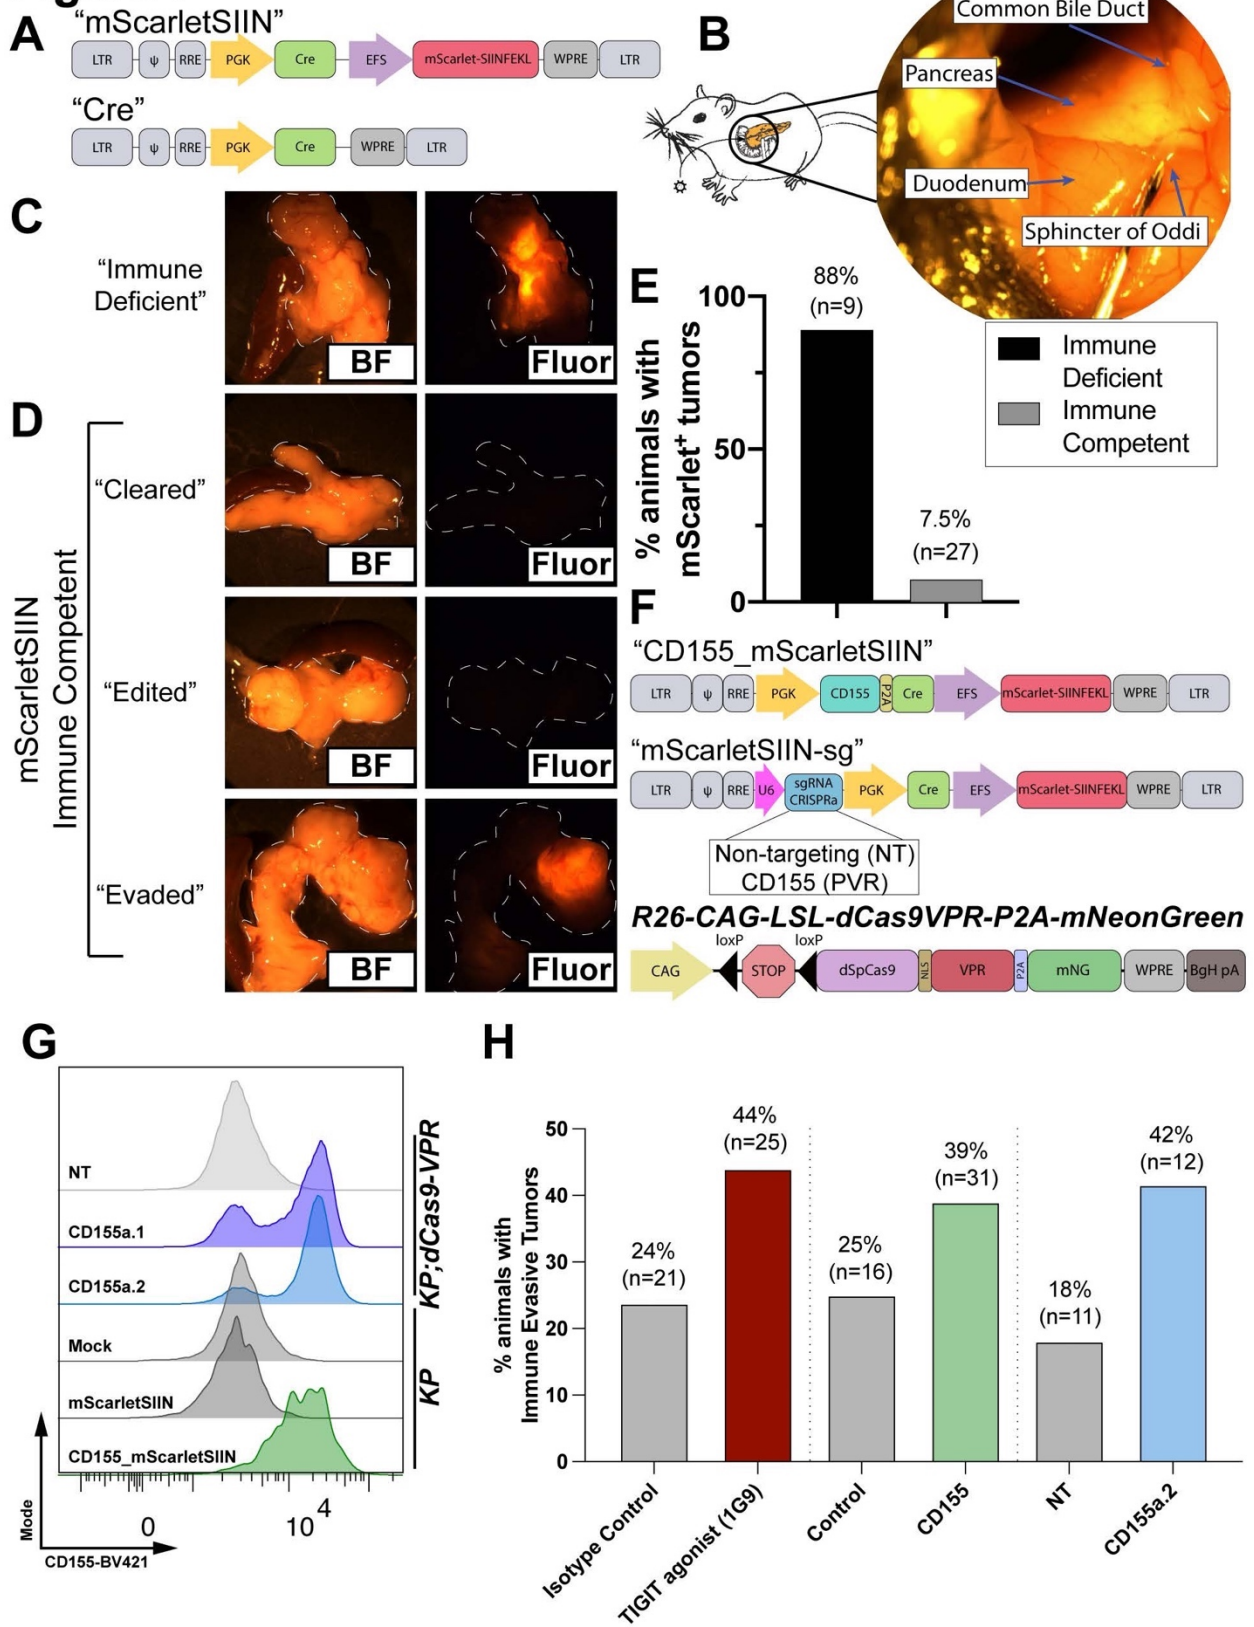 A
"mScarletSIIN"
LTR ψ RRE PGK Cre EFS mScarlet-SIINFEKL WPRE LTR
"Cre"
LTR ψ RRE PGK Cre WPRE LTR
B
Common Bile Duct
Pancreas
Duodenum
Sphincter of Oddi
C
"Immune
Deficient"
BF
Fluor
D
mScarletSIIN
Immune Competent
"Cleared"
BF
Fluor
"Edited"
BF
Fluor
"Evaded"
BF
Fluor
E
% animals with
mScarlet⁺ tumors
100
50
0
88%
(n=9)
7.5%
(n=27)
Immune
Deficient
Immune
Competent
F
"CD155_mScarletSIIN"
LTR ψ RRE PGK CD155 P2A Cre EFS mScarlet-SIINFEKL WPRE LTR
"mScarletSIIN-sg"
LTR ψ RRE U6 sgRNA CRISPRa PGK Cre EFS mScarlet-SIINFEKL WPRE LTR
Non-targeting (NT)
CD155 (PVR)
R26-CAG-LSL-dCas9VPR-P2A-mNeonGreen
loxP loxP
CAG STOP dSpCas9 NLS VPR P2A mNG WPRE BgH pA
G
NT
CD155a.1
CD155a.2
Mock
mScarletSIIN
CD155_mScarletSIIN
KP;dCas9-VPR
KP
Mode
0 10⁴
CD155-BV421
H
% animals with
Immune Evasive Tumors
50
40
30
20
10
0
24%
(n=21)
44%
(n=25)
25%
(n=16)
39%
(n=31)
18%
(n=11)
42%
(n=12)
Isotype Control
TIGIT agonist (1G9)
Control
CD155
NT
CD155a.2